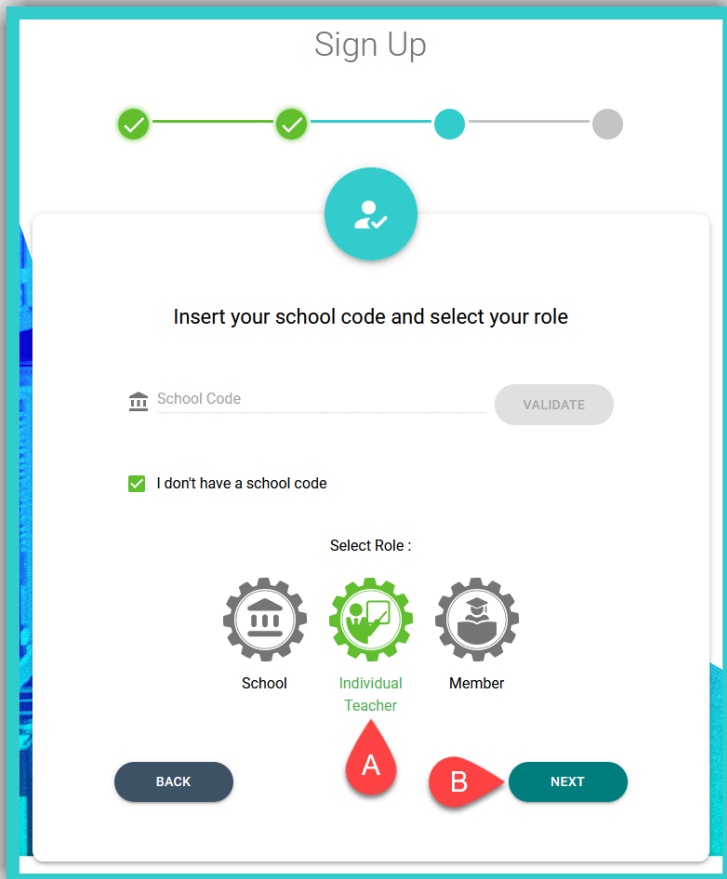 Sign Up
Insert your school code and select your role
School Code
VALIDATE
I don't have a school code
Select Role :
School
Individual
Teacher
Member
A
BACK
B
NEXT